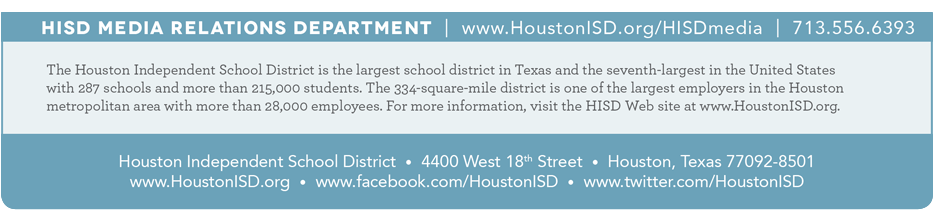 HISD MEDIA RELATIONS DEPARTMENT | www.HoustonISD.org/HISDmedia | 713.556.6393
The Houston Independent School District is the largest school district in Texas and the seventh-largest in the United States
with 287 schools and more than 215,000 students. The 334-square-mile district is one of the largest employers in the Houston
metropolitan area with more than 28,000 employees. For more information, visit the HISD Web site at www.HoustonISD.org.
Houston Independent School District • 4400 West 18th Street • Houston, Texas 77092-8501
www.HoustonISD.org • www.facebook.com/HoustonISD • www.twitter.com/HoustonISD